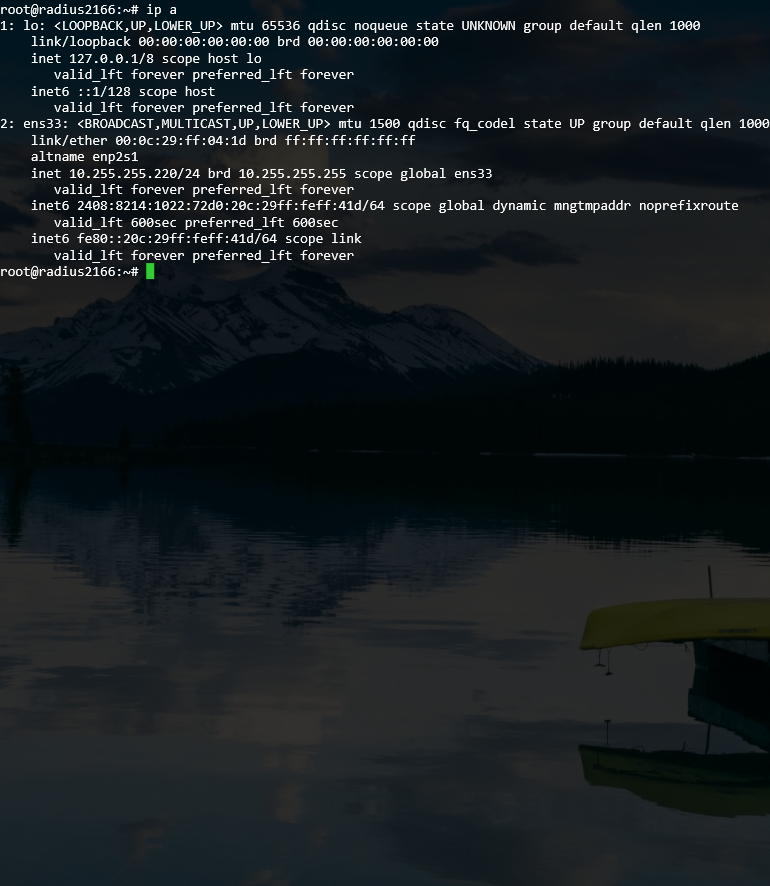 root@radius2166:~# ip a
1: lo: <LOOPBACK,UP,LOWER_UP> mtu 65536 qdisc noqueue state UNKNOWN group default qlen 1000
    link/loopback 00:00:00:00:00:00 brd 00:00:00:00:00:00
    inet 127.0.0.1/8 scope host lo
       valid_lft forever preferred_lft forever
    inet6 ::1/128 scope host
       valid_lft forever preferred_lft forever
2: ens33: <BROADCAST,MULTICAST,UP,LOWER_UP> mtu 1500 qdisc fq_codel state UP group default qlen 1000
    link/ether 00:0c:29:ff:04:1d brd ff:ff:ff:ff:ff:ff
    altname enp2s1
    inet 10.255.255.220/24 brd 10.255.255.255 scope global ens33
       valid_lft forever preferred_lft forever
    inet6 2408:8214:1022:72d0:20c:29ff:feff:41d/64 scope global dynamic mngtmpaddr noprefixroute
       valid_lft 600sec preferred_lft 600sec
    inet6 fe80::20c:29ff:feff:41d/64 scope link
       valid_lft forever preferred_lft forever
root@radius2166:~#